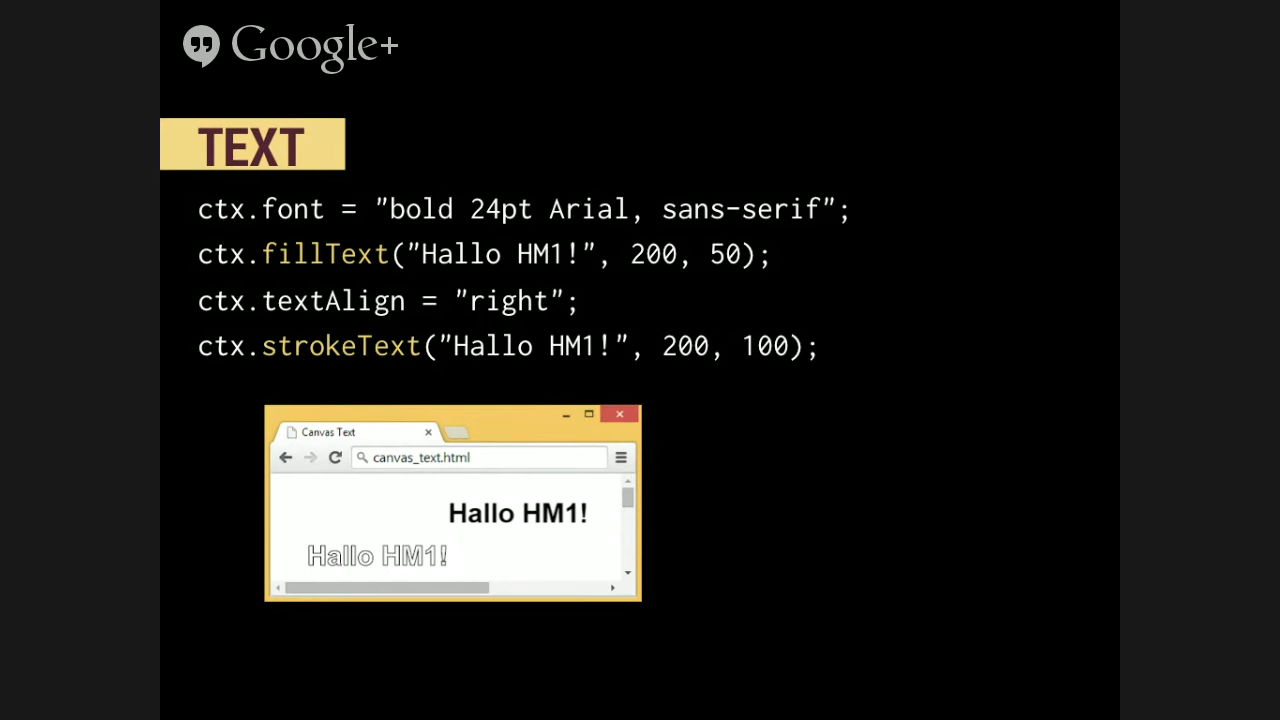 Google+
TEXT
ctx.font = "bold 24pt Arial, sans-serif";
ctx.fillText("Hallo HM1!", 200, 50);
ctx.textAlign = "right";
ctx.strokeText("Hallo HM1!", 200, 100);
Canvas Text
canvas_text.html
Hallo HM1!
Hallo HM1!